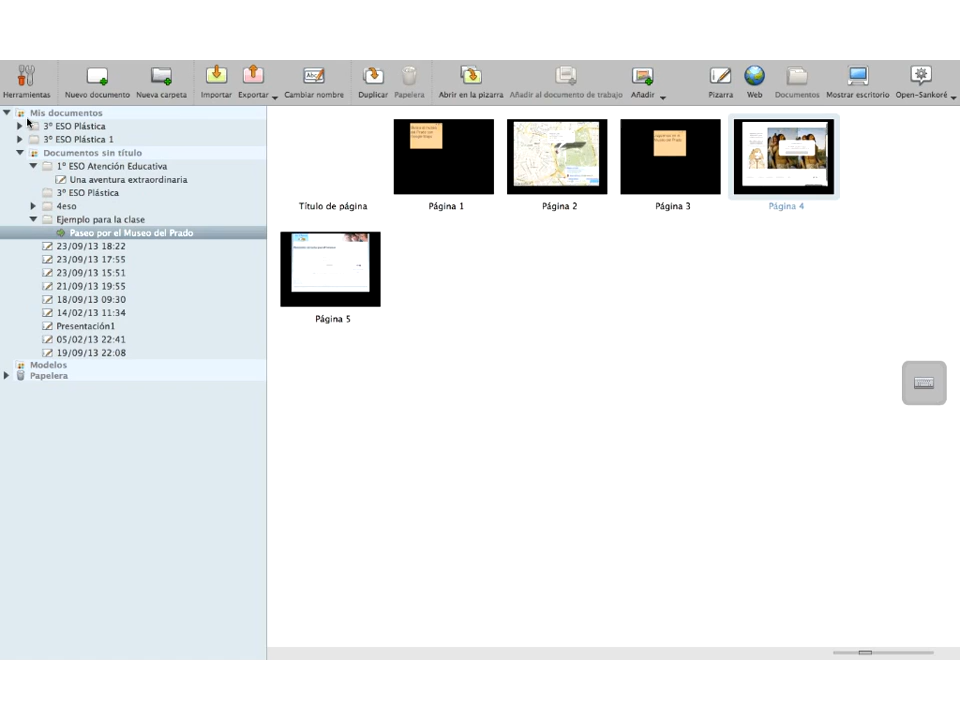 Herramientas
Nuevo documento
Nueva carpeta
Importar
Exportar
Cambiar nombre
Duplicar
Papelera
Abrir en la pizarra
Añadir al documento de trabajo
Añadir
Pizarra
Web
Documentos
Mostrar escritorio
Open-Sankoré
Mis documentos
3º ESO Plástica
3º ESO Plástica 1
Documentos sin título
1º ESO Atención Educativa
Una aventura extraordinaria
3º ESO Plástica
4eso
Ejemplo para la clase
Paseo por el Museo del Prado
23/09/13 18:22
23/09/13 17:55
23/09/13 15:51
21/09/13 19:55
18/09/13 09:30
14/02/13 11:34
Presentación1
05/02/13 22:41
19/09/13 22:08
Modelos
Papelera
Título de página
Página 1
Página 2
Página 3
Página 4
Página 5